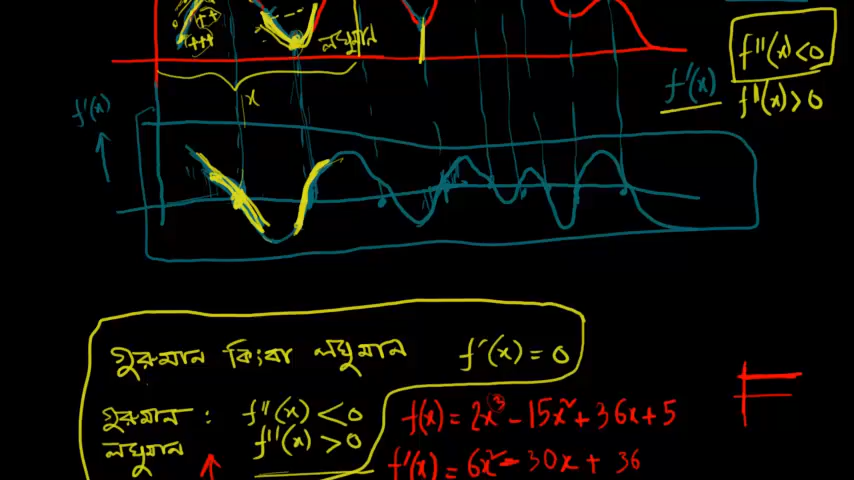 ++
+++
লঘুমান
f''(x) < 0
f'(x)
f''(x) > 0
x
f'(x)
গুরুমান কিংবা লঘুমান f'(x) = 0
গুরুমান : f''(x) < 0
লঘুমান f''(x) > 0
f(x) = 2x³ - 15x² + 36x + 5
f'(x) = 6x² - 30x + 36